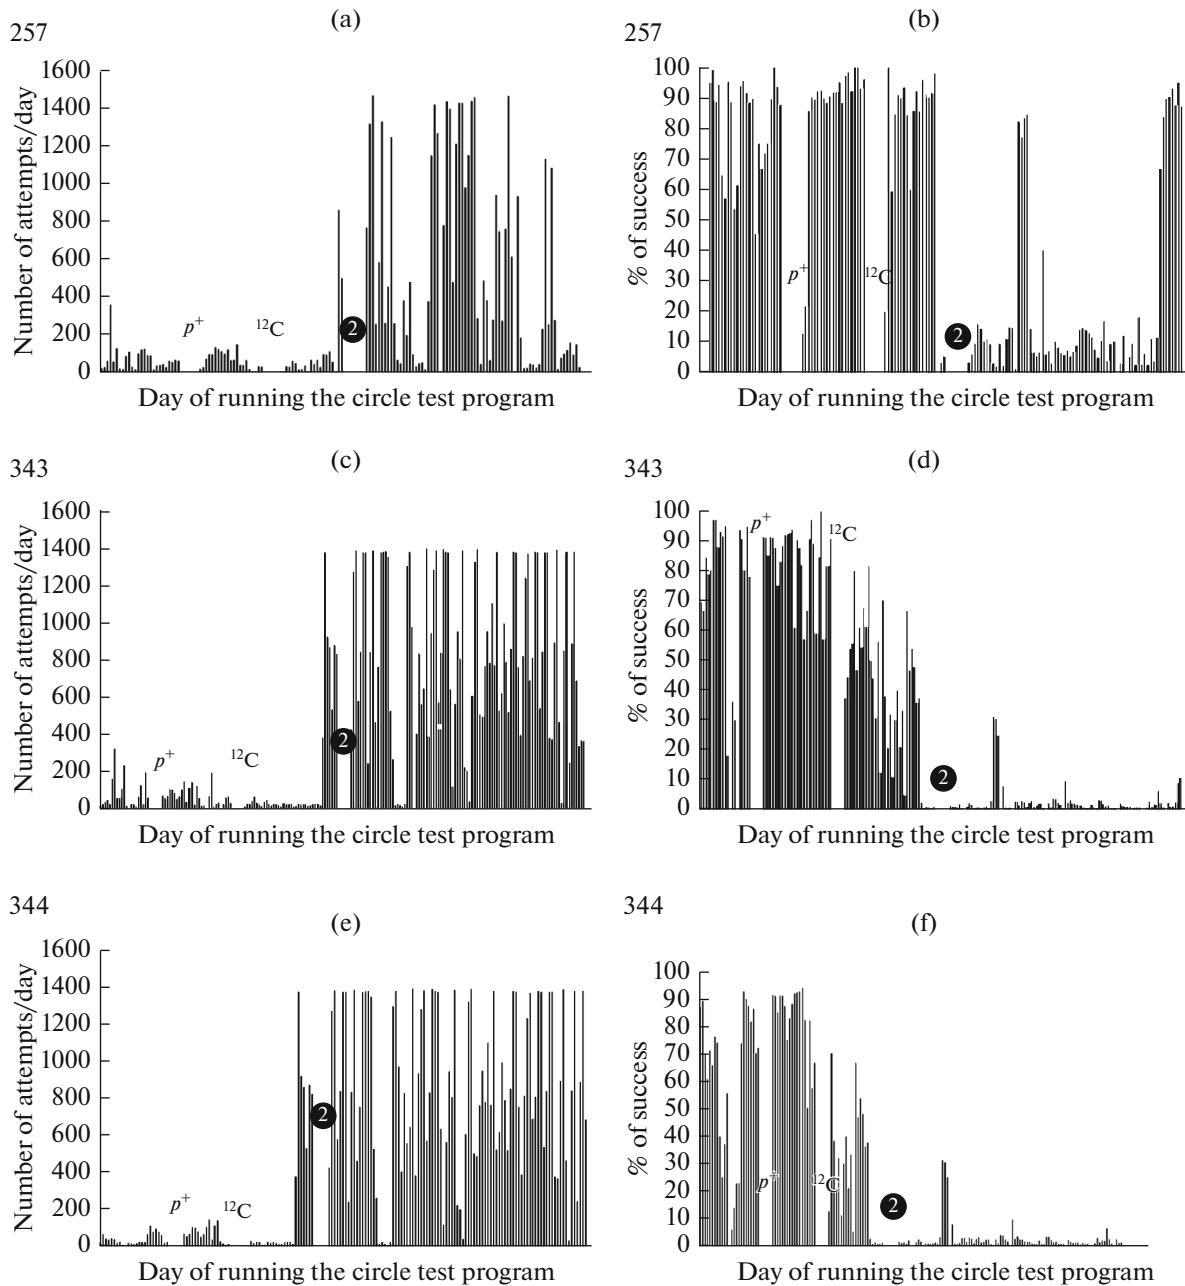 257
(a)
1600
1400
1200
1000
800
600
400
200
0
Number of attempts/day
p+
12C
2
Day of running the circle test program
257
(b)
100
90
80
70
60
50
40
30
20
10
0
% of success
p+
12C
2
Day of running the circle test program
343
(c)
1600
1400
1200
1000
800
600
400
200
0
Number of attempts/day
p+
12C
2
Day of running the circle test program
343
(d)
100
90
80
70
60
50
40
30
20
10
0
% of success
p+
12C
2
Day of running the circle test program
344
(e)
1600
1400
1200
1000
800
600
400
200
0
Number of attempts/day
p+
12C
2
Day of running the circle test program
344
(f)
100
90
80
70
60
50
40
30
20
10
0
% of success
p+
12C
2
Day of running the circle test program